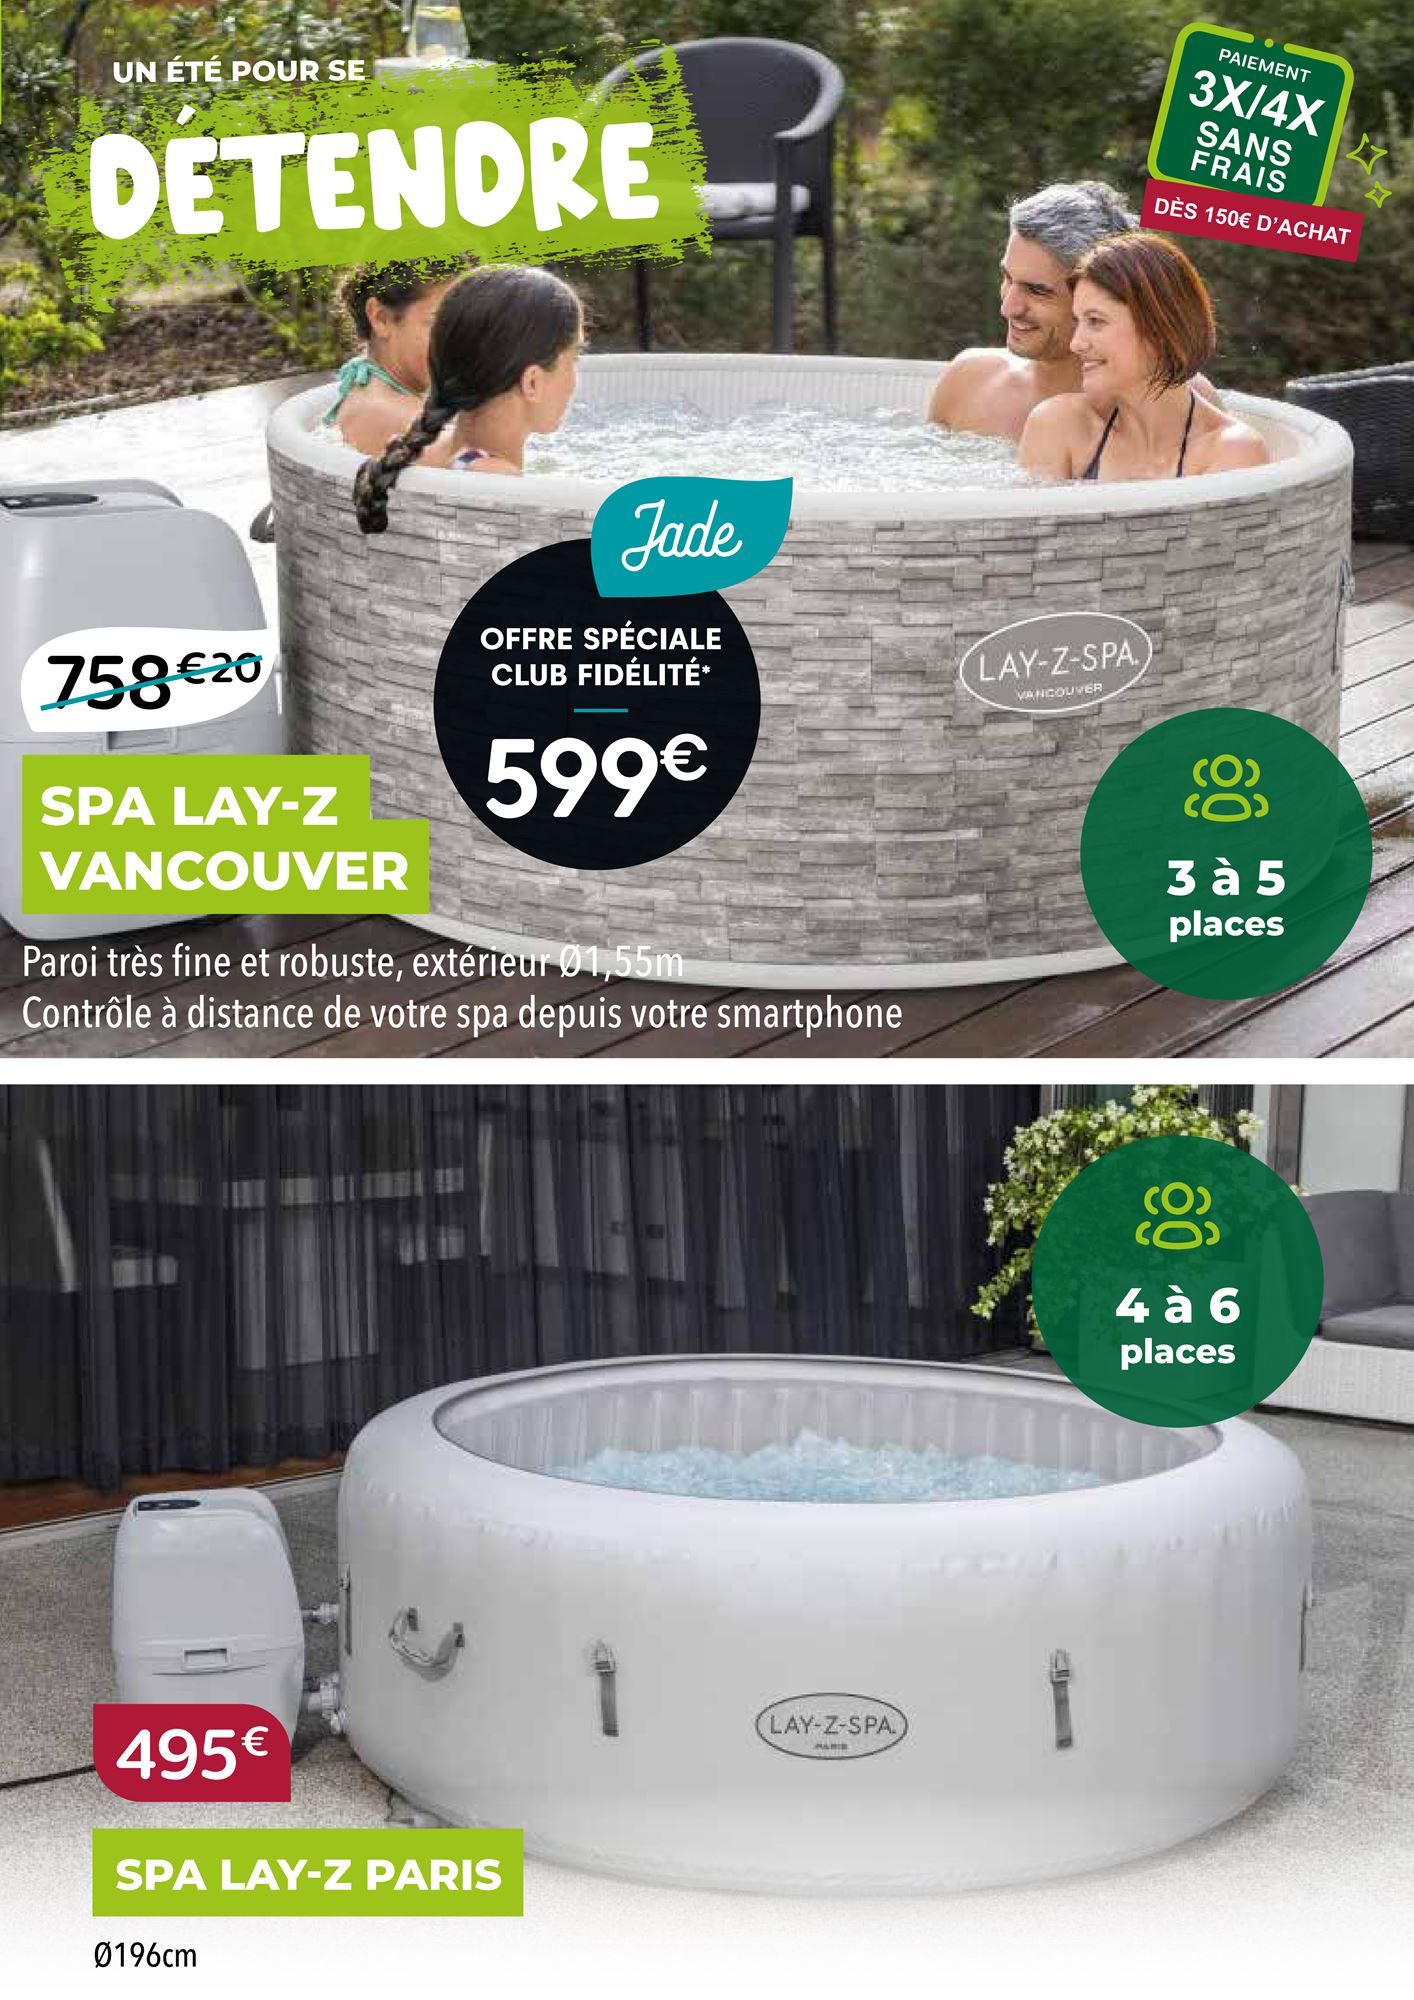 UN ÉTÉ POUR SE
DÉTENDRE
PAIEMENT
3X/4X
SANS
FRAIS
DÈS 150€ D'ACHAT
Jade
OFFRE SPÉCIALE
CLUB FIDÉLITÉ*
599€
758€20
LAY-Z-SPA
VANCOUVER
SPA LAY-Z
VANCOUVER
3 à 5
places
Paroi très fine et robuste, extérieur Ø1,55m
Contrôle à distance de votre spa depuis votre smartphone
4 à 6
places
LAY-Z-SPA
PARIS
495€
SPA LAY-Z PARIS
Ø196cm